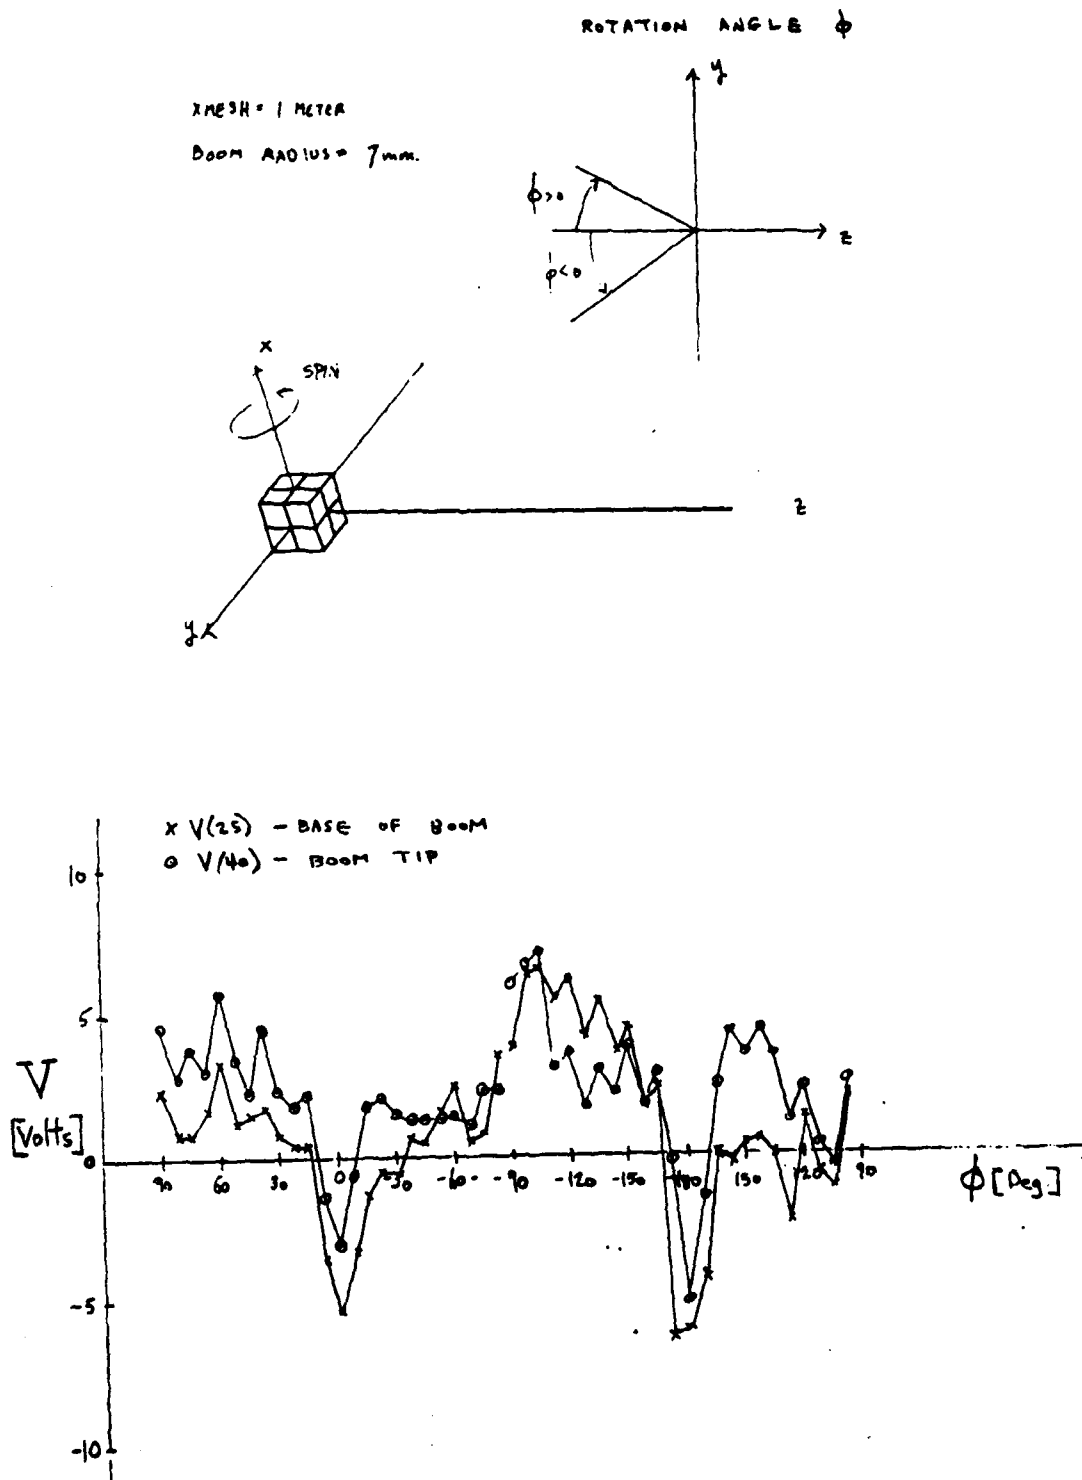 ROTATION ANGLE ϕ
y
XMESH = 1 METER
BOOM RADIUS = 7mm.
ϕ>0
z
ϕ<0
x
SPIN
z
y
x V(25) - BASE OF BOOM
o V(40) - BOOM TIP
10
5
V
[Volts]
0
90 60 30 0 -30 -60 -90 -120 -150 -180 150 120 90
ϕ [Deg.]
-5
-10